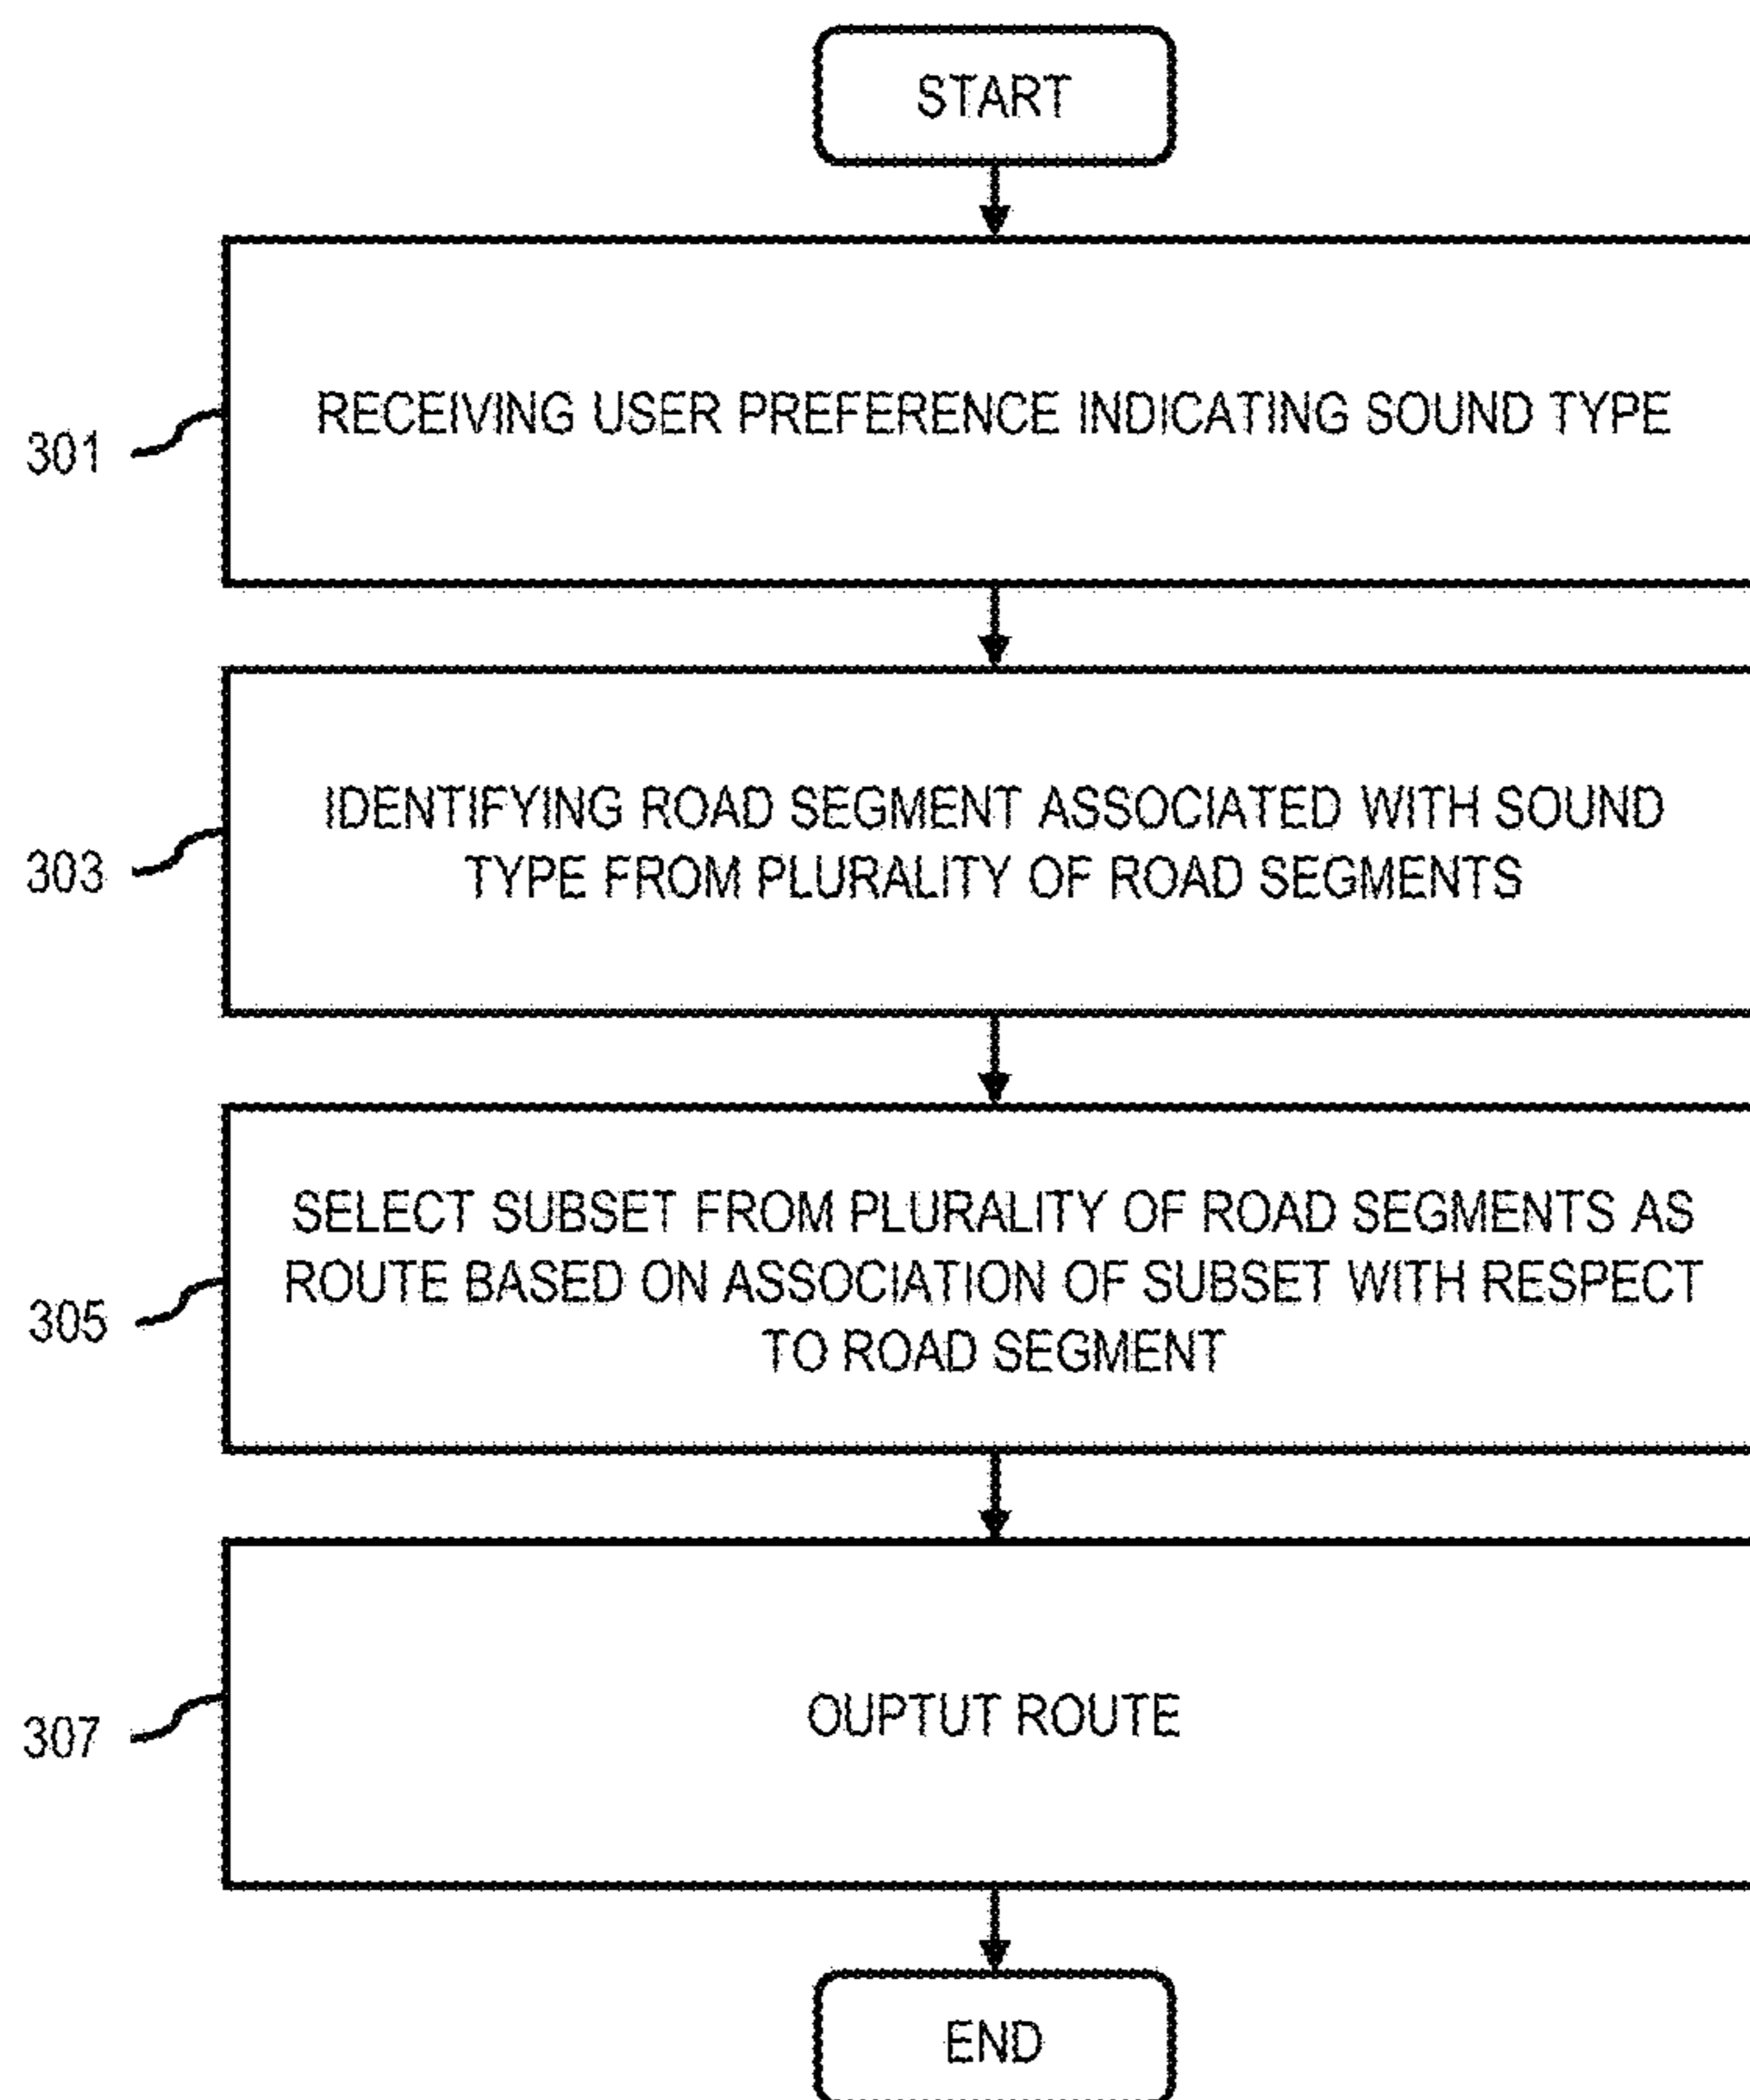 START
301
RECEIVING USER PREFERENCE INDICATING SOUND TYPE
303
IDENTIFYING ROAD SEGMENT ASSOCIATED WITH SOUND
TYPE FROM PLURALITY OF ROAD SEGMENTS
305
SELECT SUBSET FROM PLURALITY OF ROAD SEGMENTS AS
ROUTE BASED ON ASSOCIATION OF SUBSET WITH RESPECT
TO ROAD SEGMENT
307
OUPTUT ROUTE
END